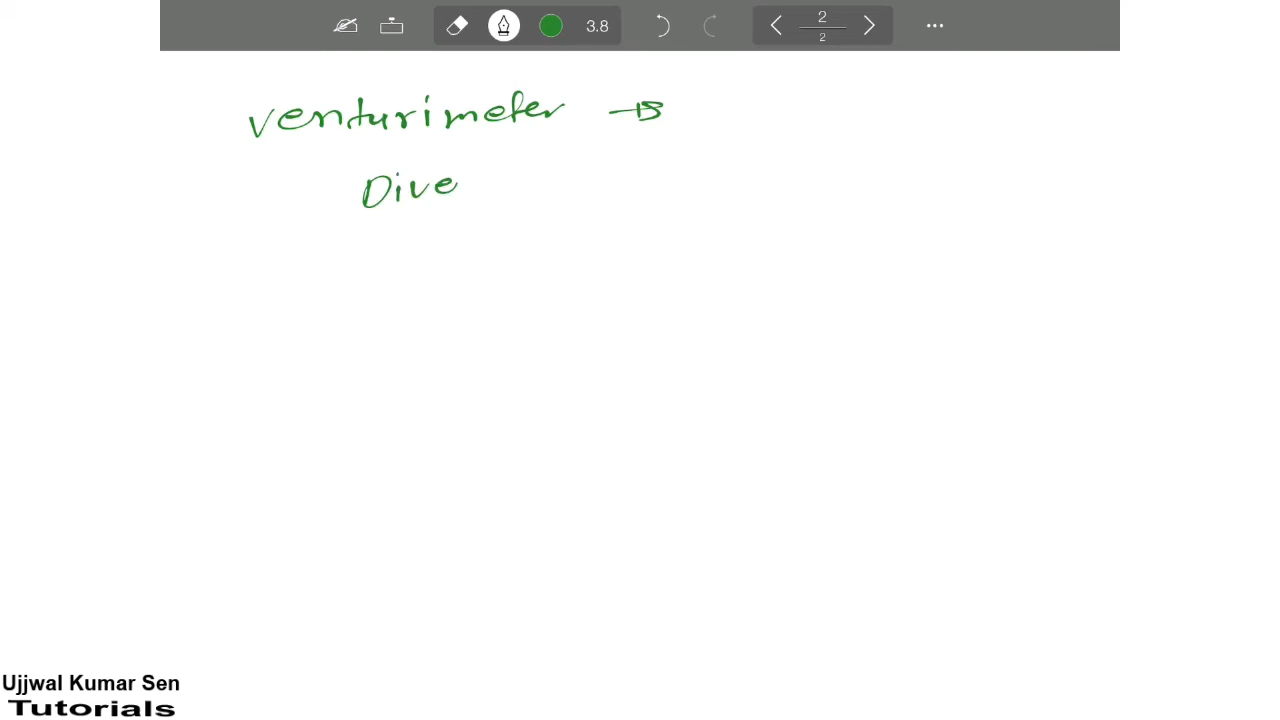 3.8
2
2
venturimeter →
Dive
Ujjwal Kumar Sen
Tutorials